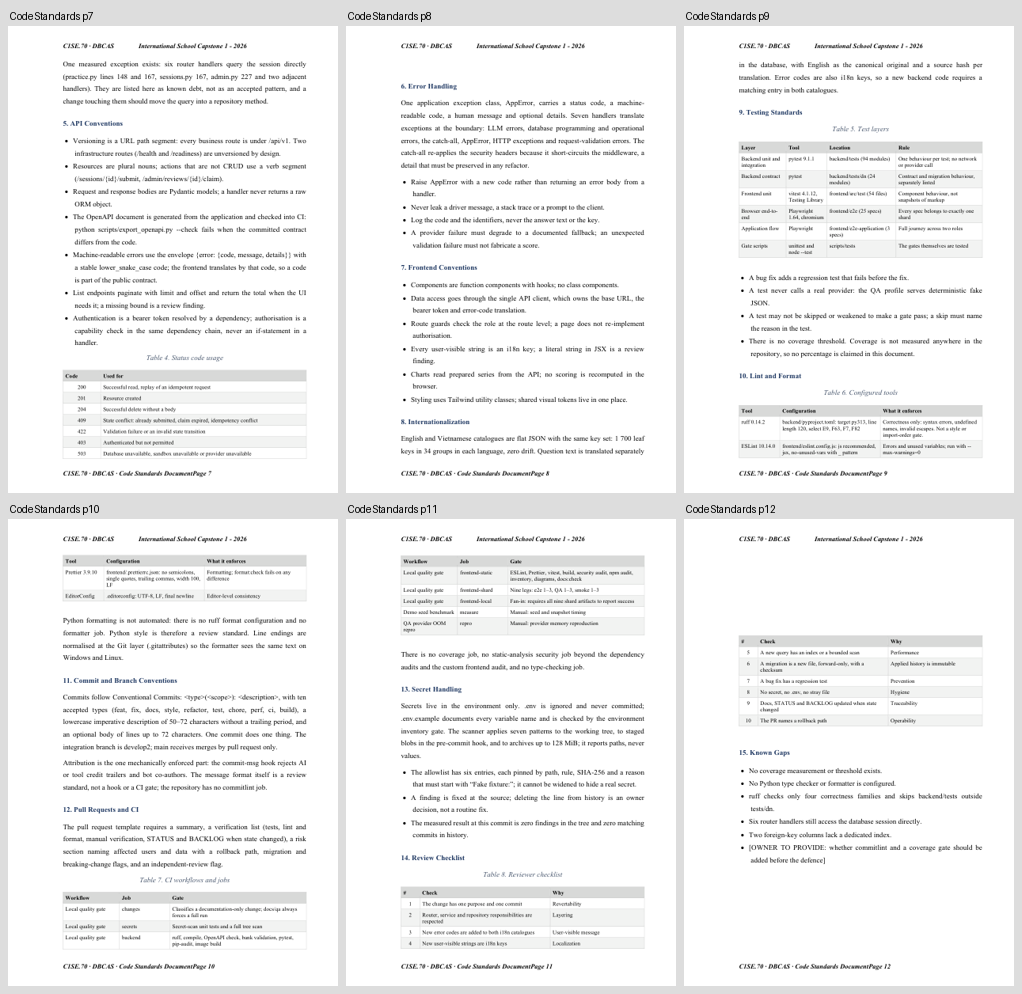 CodeStandards p7
CISE.70 · DBCAS International School Capstone 1 - 2026
One measured exception exists: six router handlers query the session directly
(practice.py lines 148 and 167, sessions.py 167, admin.py 227 and two adjacent
handlers). They are listed here as known debt, not as an accepted pattern, and a
change touching them should move the query into a repository method.
5. API Conventions
• Versioning is a URL path segment: every business route is under /api/v1. Two
infrastructure routes (/health and /readiness) are unversioned by design.
• Resources are plural nouns; actions that are not CRUD use a verb segment
(/sessions/{id}/submit, /admin/reviews/{id}/claim).
• Request and response bodies are Pydantic models; a handler never returns a raw
ORM object.
• The OpenAPI document is generated from the application and checked into CI:
python scripts/export_openapi.py --check fails when the committed contract
differs from the code.
• Machine-readable errors use the envelope {error: {code, message, details}} with
a stable lower_snake_case code; the frontend translates by that code, so a code
is part of the public contract.
• List endpoints paginate with limit and offset and return the total when the UI
needs it; a missing bound is a review finding.
• Authentication is a bearer token resolved by a dependency; authorisation is a
capability check in the same dependency chain, never an if-statement in a
handler.
Table 4. Status code usage
Code Used for
200 Successful read, replay of an idempotent request
201 Resource created
204 Successful delete without a body
409 State conflict: already submitted, claim expired, idempotency conflict
422 Validation failure or an invalid state transition
403 Authenticated but not permitted
503 Database unavailable, sandbox unavailable or provider unavailable
CISE.70 · DBCAS · Code Standards DocumentPage 7
CodeStandards p8
CISE.70 · DBCAS International School Capstone 1 - 2026
6. Error Handling
One application exception class, AppError, carries a status code, a machine-
readable code, a human message and optional details. Seven handlers translate
exceptions at the boundary: LLM errors, database programming and operational
errors, the catch-all, AppError, HTTP exceptions and request-validation errors. The
catch-all re-applies the security headers because it short-circuits the middleware, a
detail that must be preserved in any refactor.
• Raise AppError with a new code rather than returning an error body from a
handler.
• Never leak a driver message, a stack trace or a prompt to the client.
• Log the code and the identifiers, never the answer text or the key.
• A provider failure must degrade to a documented fallback; an unexpected
validation failure must not fabricate a score.
7. Frontend Conventions
• Components are function components with hooks; no class components.
• Data access goes through the single API client, which owns the base URL, the
bearer token and error-code translation.
• Route guards check the role at the route level; a page does not re-implement
authorisation.
• Every user-visible string is an i18n key; a literal string in JSX is a review
finding.
• Charts read prepared series from the API; no scoring is recomputed in the
browser.
• Styling uses Tailwind utility classes; shared visual tokens live in one place.
8. Internationalization
English and Vietnamese catalogues are flat JSON with the same key set: 1 700 leaf
keys in 34 groups in each language, zero drift. Question text is translated separately
CISE.70 · DBCAS · Code Standards DocumentPage 8
CodeStandards p9
CISE.70 · DBCAS International School Capstone 1 - 2026
in the database, with English as the canonical original and a source hash per
translation. Error codes are also i18n keys, so a new backend code requires a
matching entry in both catalogues.
9. Testing Standards
Table 5. Test layers
Layer Tool Location Rule
Backend unit and integration pytest 9.1.1 backend/tests (94 modules) One behaviour per test; no network or provider call
Backend contract pytest backend/tests/dn (24 modules) Contract and migration behaviour, separately listed
Frontend unit vitest 4.1.12, Testing Library frontend/src/test (54 files) Component behaviour, not snapshots of markup
Browser end-to-end Playwright 1.64, chromium frontend/e2e (25 specs) Every spec belongs to exactly one shard
Application flow Playwright frontend/e2e-application (3 specs) Full journey across two roles
Gate scripts unittest and node --test scripts/tests The gates themselves are tested
• A bug fix adds a regression test that fails before the fix.
• A test never calls a real provider: the QA profile serves deterministic fake
JSON.
• A test may not be skipped or weakened to make a gate pass; a skip must name
the reason in the test.
• There is no coverage threshold. Coverage is not measured anywhere in the
repository, so no percentage is claimed in this document.
10. Lint and Format
Table 6. Configured tools
Tool Configuration What it enforces
ruff 0.14.2 backend/pyproject.toml: target py313, line length 120, select E9, F63, F7, F82 Correctness only: syntax errors, undefined names, invalid escapes. Not a style or import-order gate.
ESLint 10.14.0 frontend/eslint.config.js: js recommended, jsx, no-unused-vars with _ pattern Errors and unused variables; run with --max-warnings=0
CISE.70 · DBCAS · Code Standards DocumentPage 9
CodeStandards p10
CISE.70 · DBCAS International School Capstone 1 - 2026
Tool Configuration What it enforces
Prettier 3.9.10 frontend/.prettierrc.json: no semicolons, single quotes, trailing commas, width 100, LF Formatting; format:check fails on any difference
EditorConfig .editorconfig: UTF-8, LF, final newline Editor-level consistency
Python formatting is not automated: there is no ruff format configuration and no
formatter job. Python style is therefore a review standard. Line endings are
normalised at the Git layer (.gitattributes) so the formatter sees the same text on
Windows and Linux.
11. Commit and Branch Conventions
Commits follow Conventional Commits: <type>(<scope>): <description>, with ten
accepted types (feat, fix, docs, style, refactor, test, chore, perf, ci, build), a
lowercase imperative description of 50–72 characters without a trailing period, and
an optional body of lines up to 72 characters. One commit does one thing. The
integration branch is develop2; main receives merges by pull request only.
Attribution is the one mechanically enforced part: the commit-msg hook rejects AI
or tool credit trailers and bot co-authors. The message format itself is a review
standard, not a hook or a CI gate; the repository has no commitlint job.
12. Pull Requests and CI
The pull request template requires a summary, a verification list (tests, lint and
format, manual verification, STATUS and BACKLOG when state changed), a risk
section naming affected users and data with a rollback path, migration and
breaking-change flags, and an independent-review flag.
Table 7. CI workflows and jobs
Workflow Job Gate
Local quality gate changes Classifies a documentation-only change; docs/qa always forces a full run
Local quality gate secrets Secret-scan unit tests and a full tree scan
Local quality gate backend ruff, compile, OpenAPI check, bank validation, pytest, pip-audit, image build
CISE.70 · DBCAS · Code Standards DocumentPage 10
CodeStandards p11
CISE.70 · DBCAS International School Capstone 1 - 2026
Workflow Job Gate
Local quality gate frontend-static ESLint, Prettier, vitest, build, security audit, npm audit, inventory, diagrams, docs check
Local quality gate frontend-shard Nine legs: e2e 1–3, QA 1–3, smoke 1–3
Local quality gate frontend-local Fan-in: requires all nine shard artifacts to report success
Demo seed benchmark measure Manual: seed and snapshot timing
QA provider OOM repro repro Manual: provider memory reproduction
There is no coverage job, no static-analysis security job beyond the dependency
audits and the custom frontend audit, and no type-checking job.
13. Secret Handling
Secrets live in the environment only. .env is ignored and never committed;
.env.example documents every variable name and is checked by the environment
inventory gate. The scanner applies seven patterns to the working tree, to staged
blobs in the pre-commit hook, and to archives up to 128 MiB; it reports paths, never
values.
• The allowlist has six entries, each pinned by path, rule, SHA-256 and a reason
that must start with “Fake fixture:”; it cannot be widened to hide a real secret.
• A finding is fixed at the source; deleting the line from history is an owner
decision, not a routine fix.
• The measured result at this commit is zero findings in the tree and zero matching
commits in history.
14. Review Checklist
Table 8. Reviewer checklist
# Check Why
1 The change has one purpose and one commit Revertability
2 Router, service and repository responsibilities are respected Layering
3 New error codes are added to both i18n catalogues User-visible message
4 New user-visible strings are i18n keys Localization
CISE.70 · DBCAS · Code Standards DocumentPage 11
CodeStandards p12
# Check Why
5 A new query has an index or a bounded scan Performance
6 A migration is a new file, forward-only, with a checksum Applied history is immutable
7 A bug fix has a regression test Prevention
8 No secret, no .env, no stray file Hygiene
9 Docs, STATUS and BACKLOG updated when state changed Traceability
10 The PR names a rollback path Operability
15. Known Gaps
• No coverage measurement or threshold exists.
• No Python type checker or formatter is configured.
• ruff checks only four correctness families and skips backend/tests outside
tests/dn.
• Six router handlers still access the database session directly.
• Two foreign-key columns lack a dedicated index.
• [OWNER TO PROVIDE: whether commitlint and a coverage gate should be
added before the defence]
CISE.70 · DBCAS · Code Standards DocumentPage 12